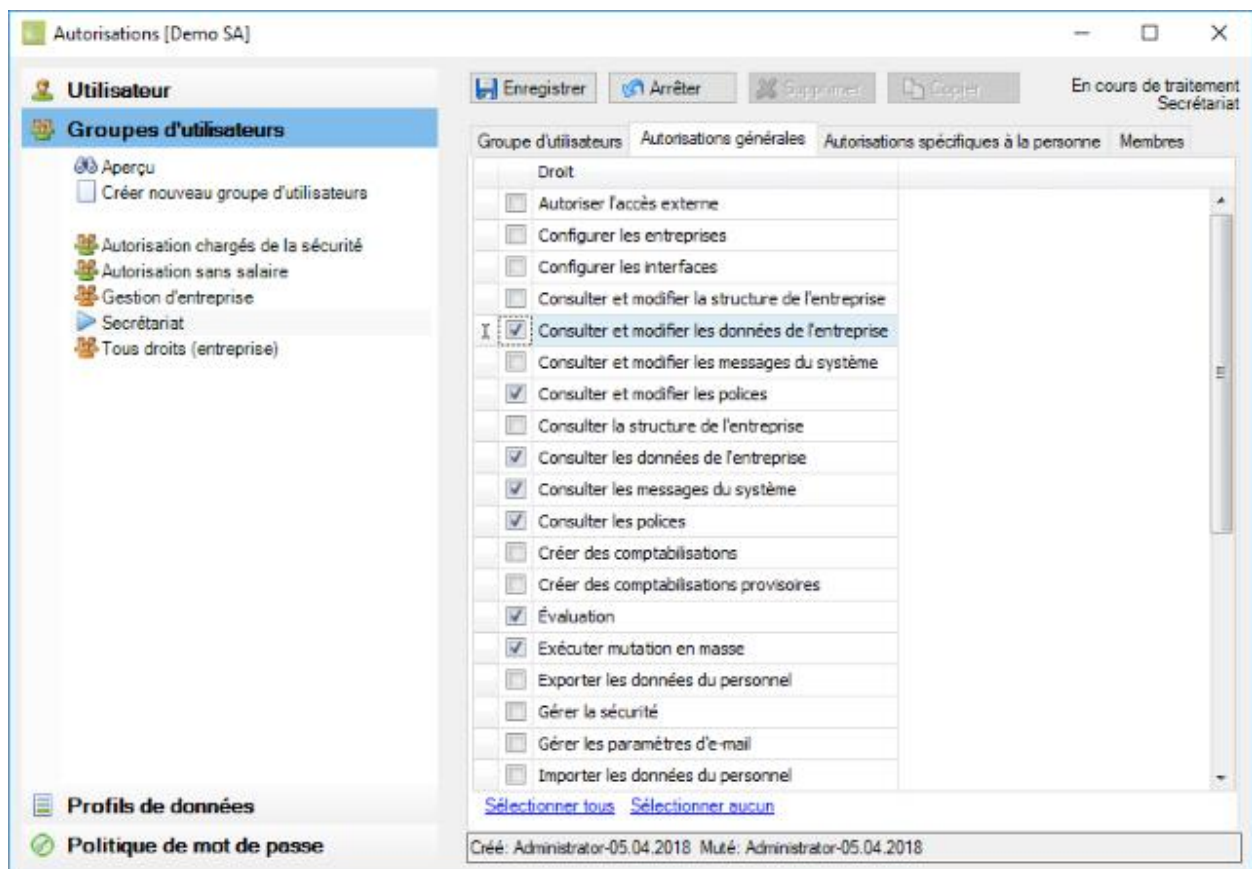 Autorisations [Demo SA]
Utilisateur
Groupes d'utilisateurs
Aperçu
Créer nouveau groupe d'utilisateurs
Autorisation chargés de la sécurité
Autorisation sans salaire
Gestion d'entreprise
Secrétariat
Tous droits (entreprise)
Profils de données
Politique de mot de passe
Enregistrer
Arrêter
Supprimer
Copier
En cours de traitement
Secrétariat
Groupe d'utilisateurs
Autorisations générales
Autorisations spécifiques à la personne
Membres
Droit
Autoriser l'accès externe
Configurer les entreprises
Configurer les interfaces
Consulter et modifier la structure de l'entreprise
Consulter et modifier les données de l'entreprise
Consulter et modifier les messages du système
Consulter et modifier les polices
Consulter la structure de l'entreprise
Consulter les données de l'entreprise
Consulter les messages du système
Consulter les polices
Créer des comptabilisations
Créer des comptabilisations provisoires
Évaluation
Exécuter mutation en masse
Exporter les données du personnel
Gérer la sécurité
Gérer les paramètres d'e-mail
Importer les données du personnel
Sélectionner tous
Sélectionner aucun
Créé: Administrator-05.04.2018 Muté: Administrator-05.04.2018